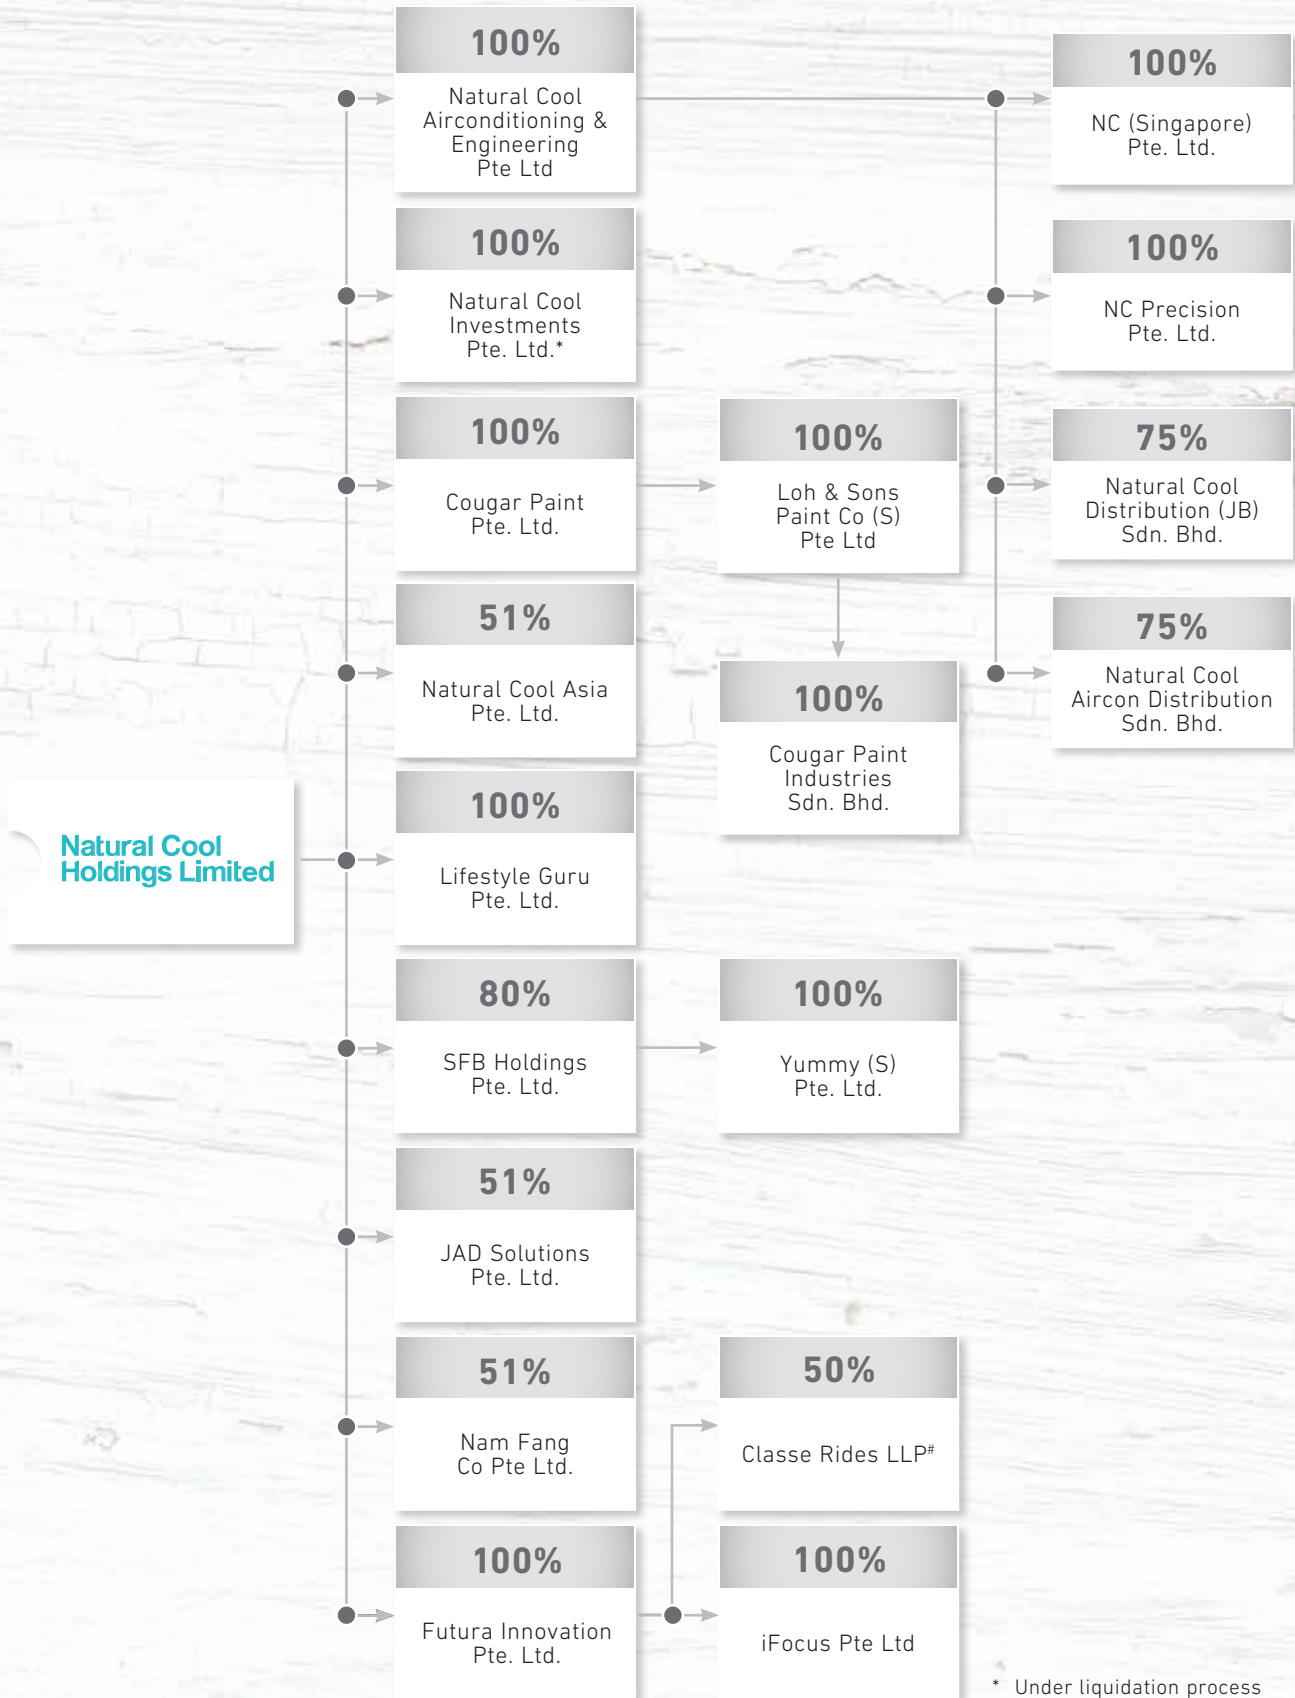 100%
Natural Cool
Airconditioning &
Engineering
Pte Ltd
100%
NC (Singapore)
Pte. Ltd.
100%
Natural Cool
Investments
Pte. Ltd.*
100%
NC Precision
Pte. Ltd.
100%
Cougar Paint
Pte. Ltd.
100%
Loh & Sons
Paint Co (S)
Pte Ltd
75%
Natural Cool
Distribution (JB)
Sdn. Bhd.
51%
Natural Cool Asia
Pte. Ltd.
100%
Cougar Paint
Industries
Sdn. Bhd.
75%
Natural Cool
Aircon Distribution
Sdn. Bhd.
Natural Cool
Holdings Limited
100%
Lifestyle Guru
Pte. Ltd.
80%
SFB Holdings
Pte. Ltd.
100%
Yummy (S)
Pte. Ltd.
51%
JAD Solutions
Pte. Ltd.
51%
Nam Fang
Co Pte Ltd.
50%
Classe Rides LLP#
100%
Futura Innovation
Pte. Ltd.
100%
iFocus Pte Ltd
* Under liquidation process